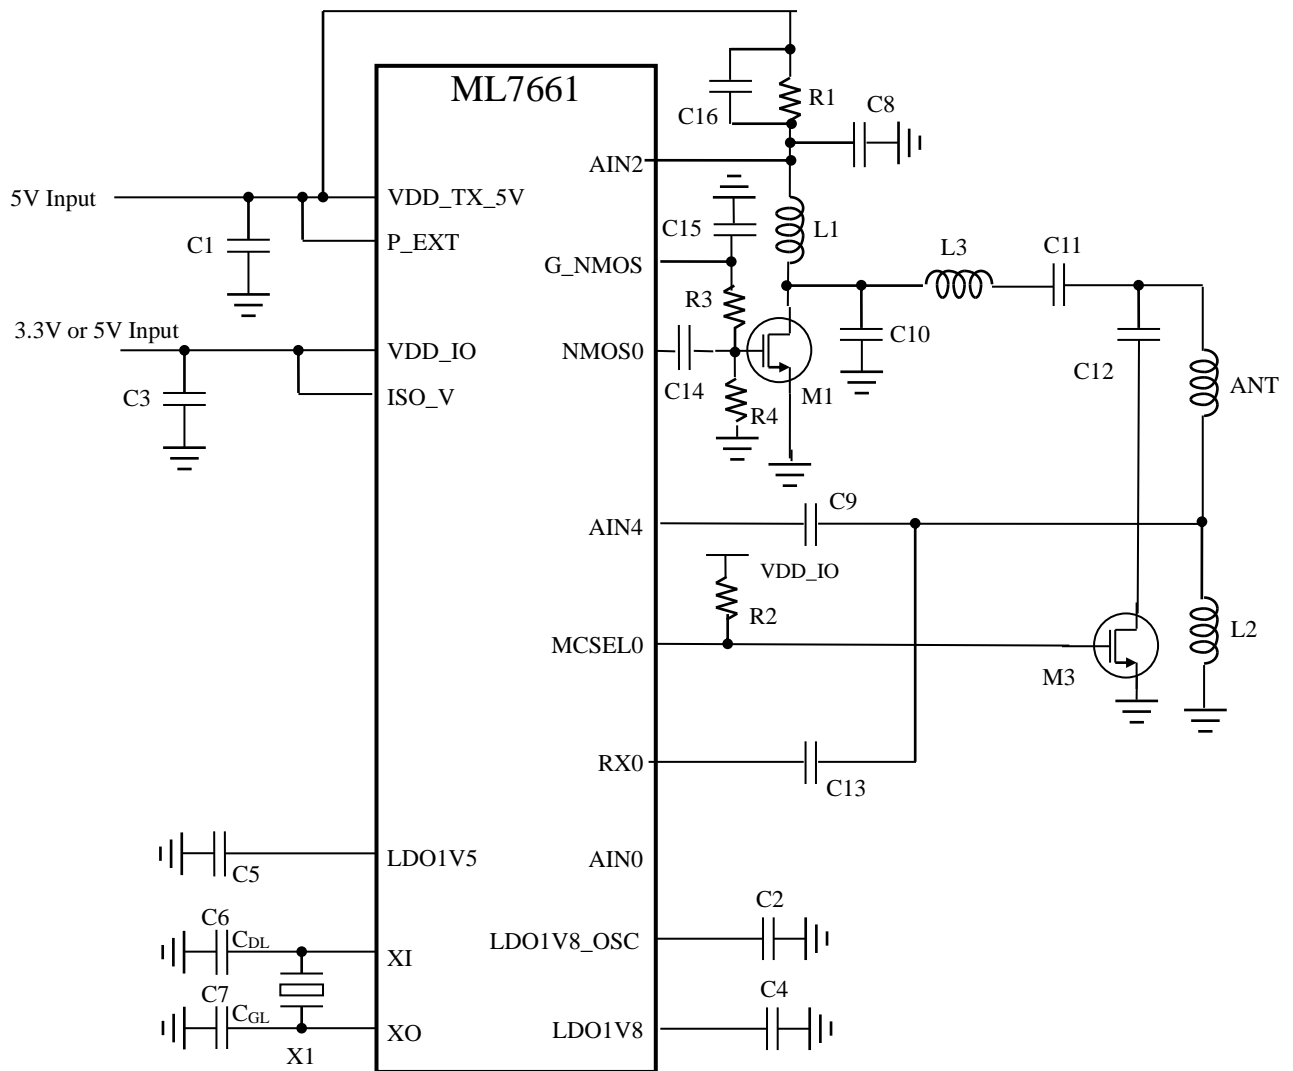 ML7661
R1
C8
C16
AIN2
5V Input
VDD_TX_5V
C15
L1
C1
P_EXT
G_NMOS
L3
C11
R3
3.3V or 5V Input
VDD_IO
NMOS0
C10
C12
C3
ISO_V
C14
R4
M1
ANT
C9
AIN4
VDD_IO
R2
MCSEL0
L2
M3
RX0
C13
LDO1V5
C5
AIN0
C2
C6
CDL
LDO1V8_OSC
XI
C7
CGL
C4
XO
LDO1V8
X1